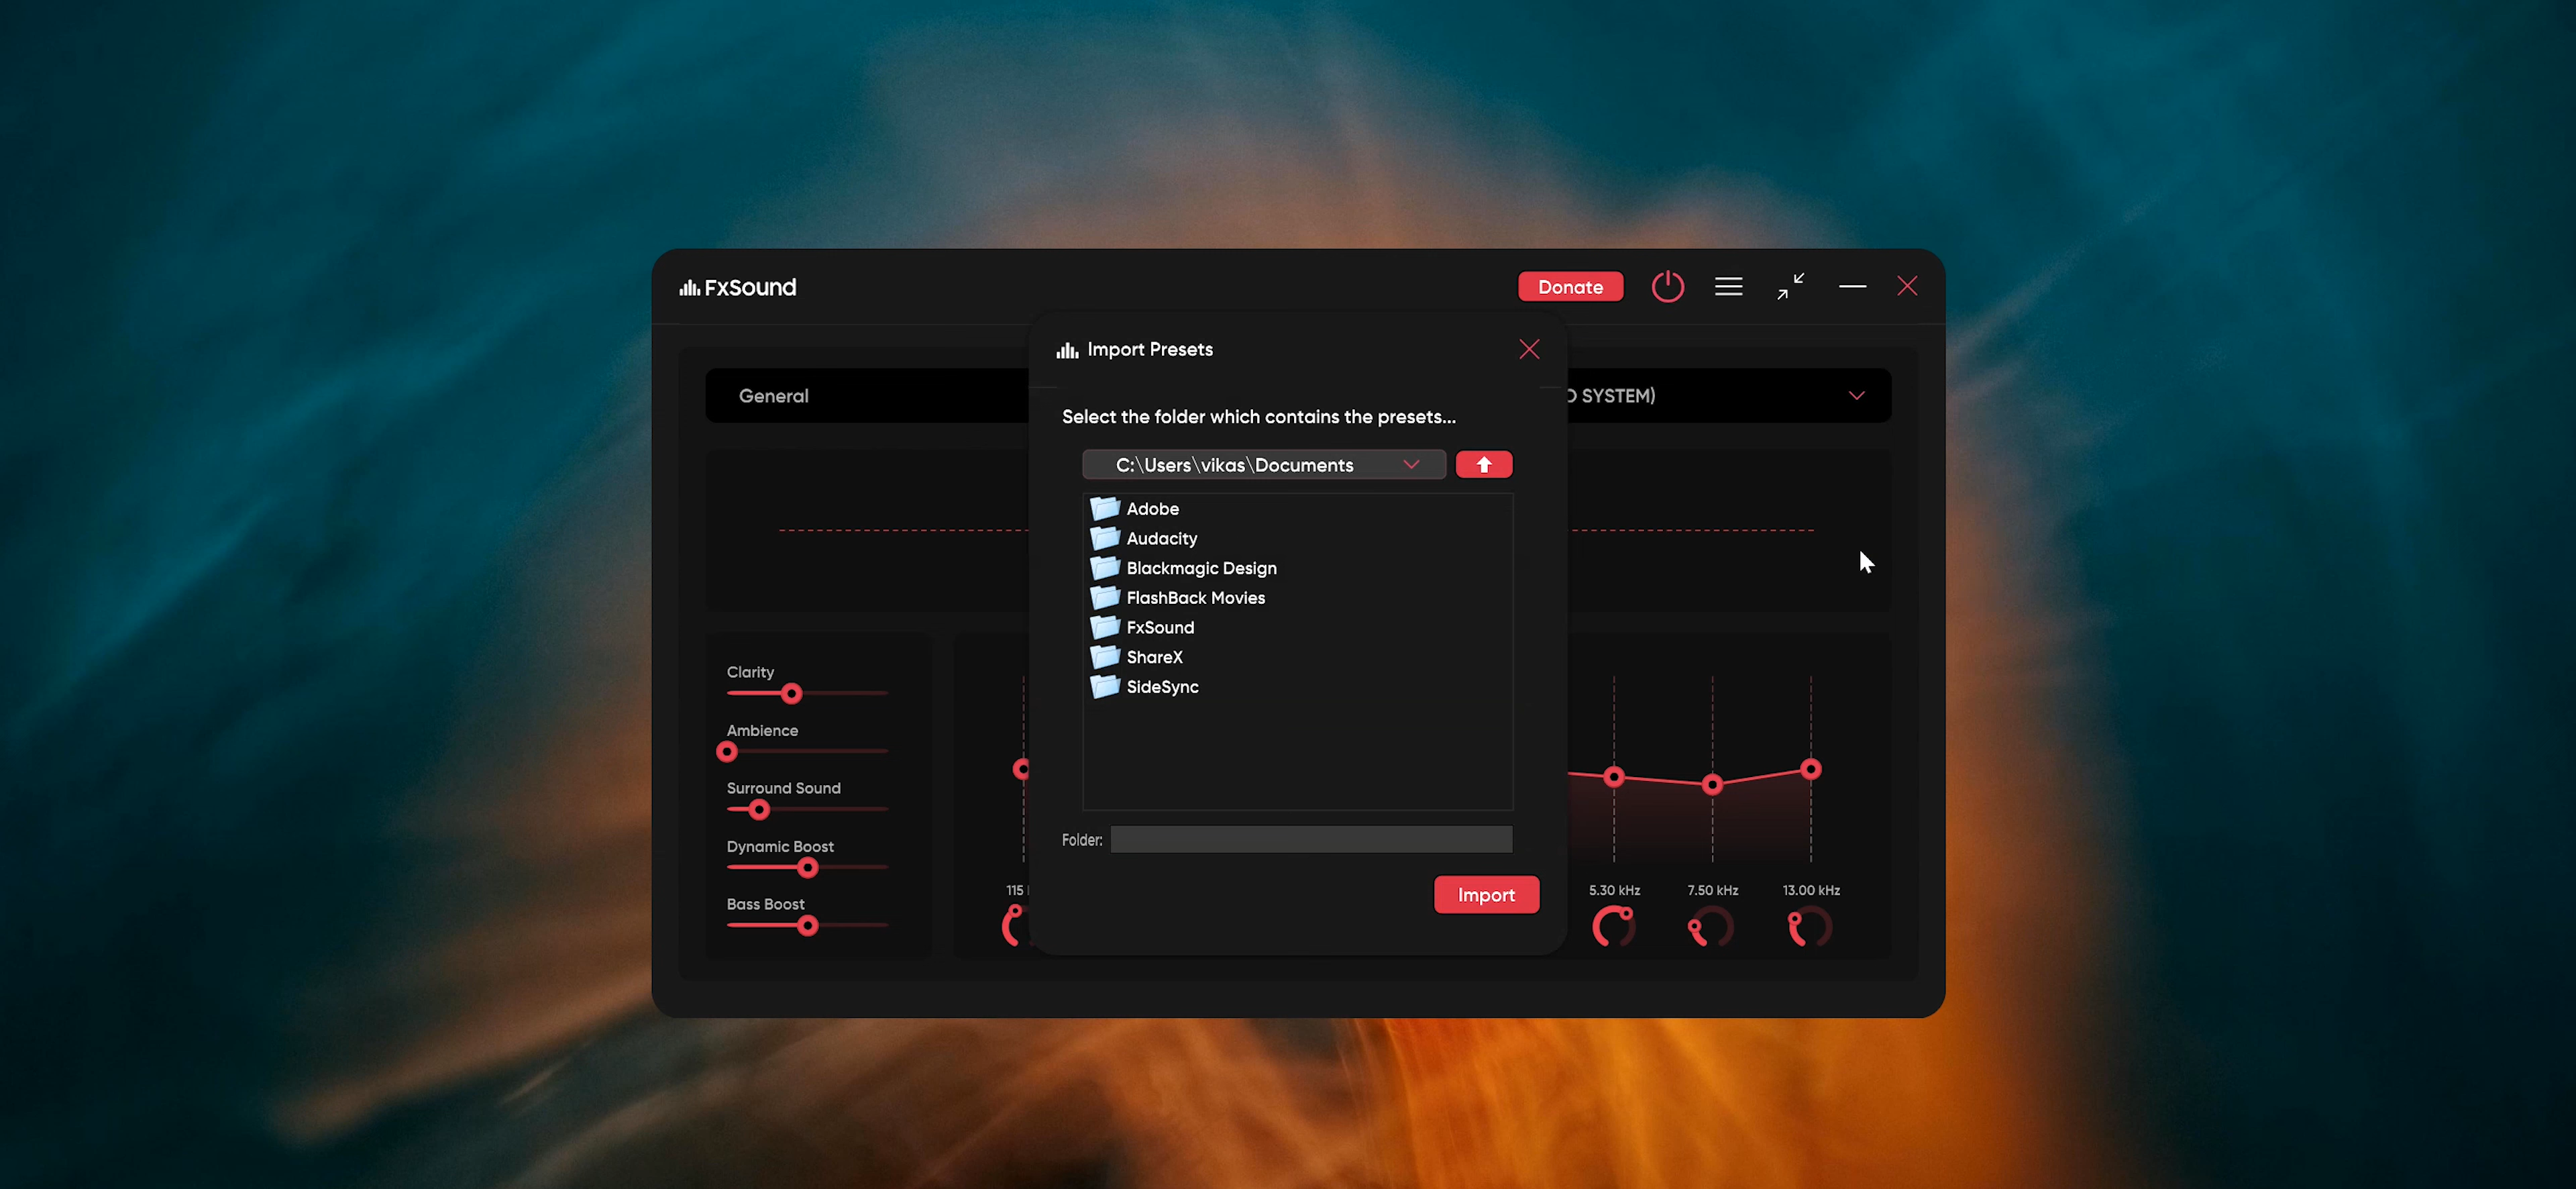 FxSound
Donate
Import Presets
General
SYSTEM)
Select the folder which contains the presets...
C:\Users\vikas\Documents
Adobe
Audacity
Blackmagic Design
FlashBack Movies
FxSound
ShareX
SideSync
Clarity
Ambience
Surround Sound
Dynamic Boost
Bass Boost
Folder:
115
5.30 kHz
7.50 kHz
13.00 kHz
Import